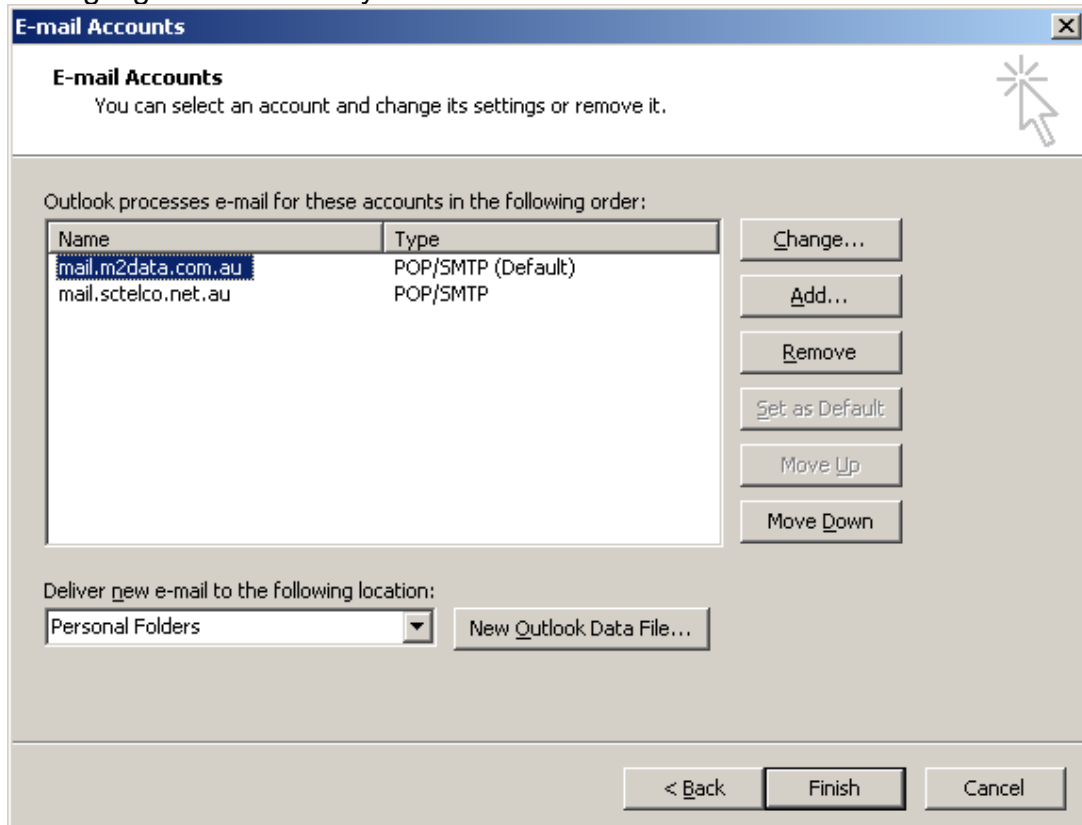 E-mail Accounts
E-mail Accounts
You can select an account and change its settings or remove it.
Outlook processes e-mail for these accounts in the following order:
Name Type
mail.m2data.com.au POP/SMTP (Default)
mail.sctelco.net.au POP/SMTP
Change...
Add...
Remove
Set as Default
Move Up
Move Down
Deliver new e-mail to the following location:
Personal Folders
New Outlook Data File...
< Back Finish Cancel